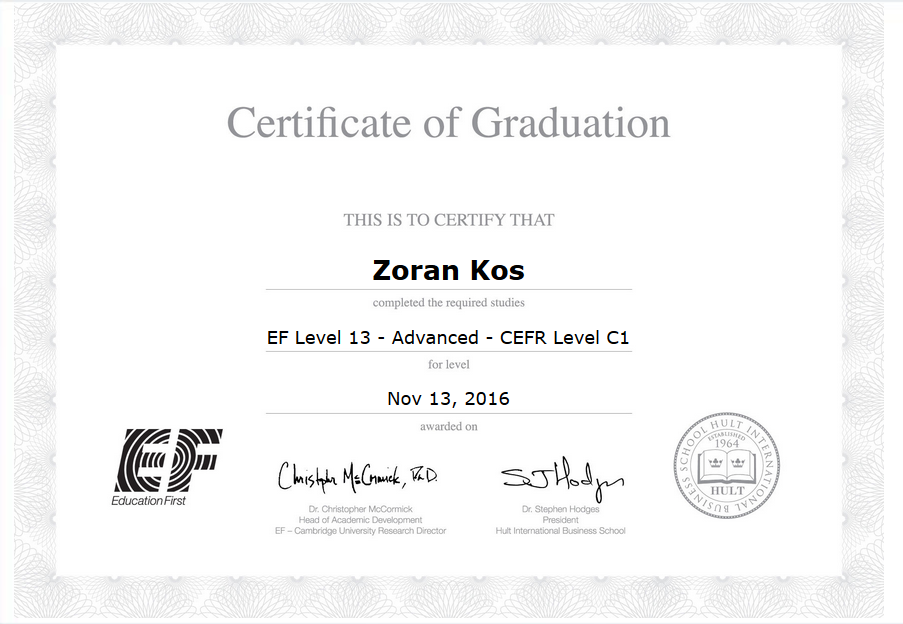 Certificate of Graduation
THIS IS TO CERTIFY THAT
Zoran Kos
completed the required studies
EF Level 13 - Advanced - CEFR Level C1
for level
Nov 13, 2016
awarded on
EF
Education First
Christopher McCormick, Ph.D.
Dr. Christopher McCormick
Head of Academic Development
EF – Cambridge University Research Director
S J Hodges
Dr. Stephen Hodges
President
Hult International Business School
HULT INTERNATIONAL BUSINESS SCHOOL
ESTABLISHED
1964
HULT